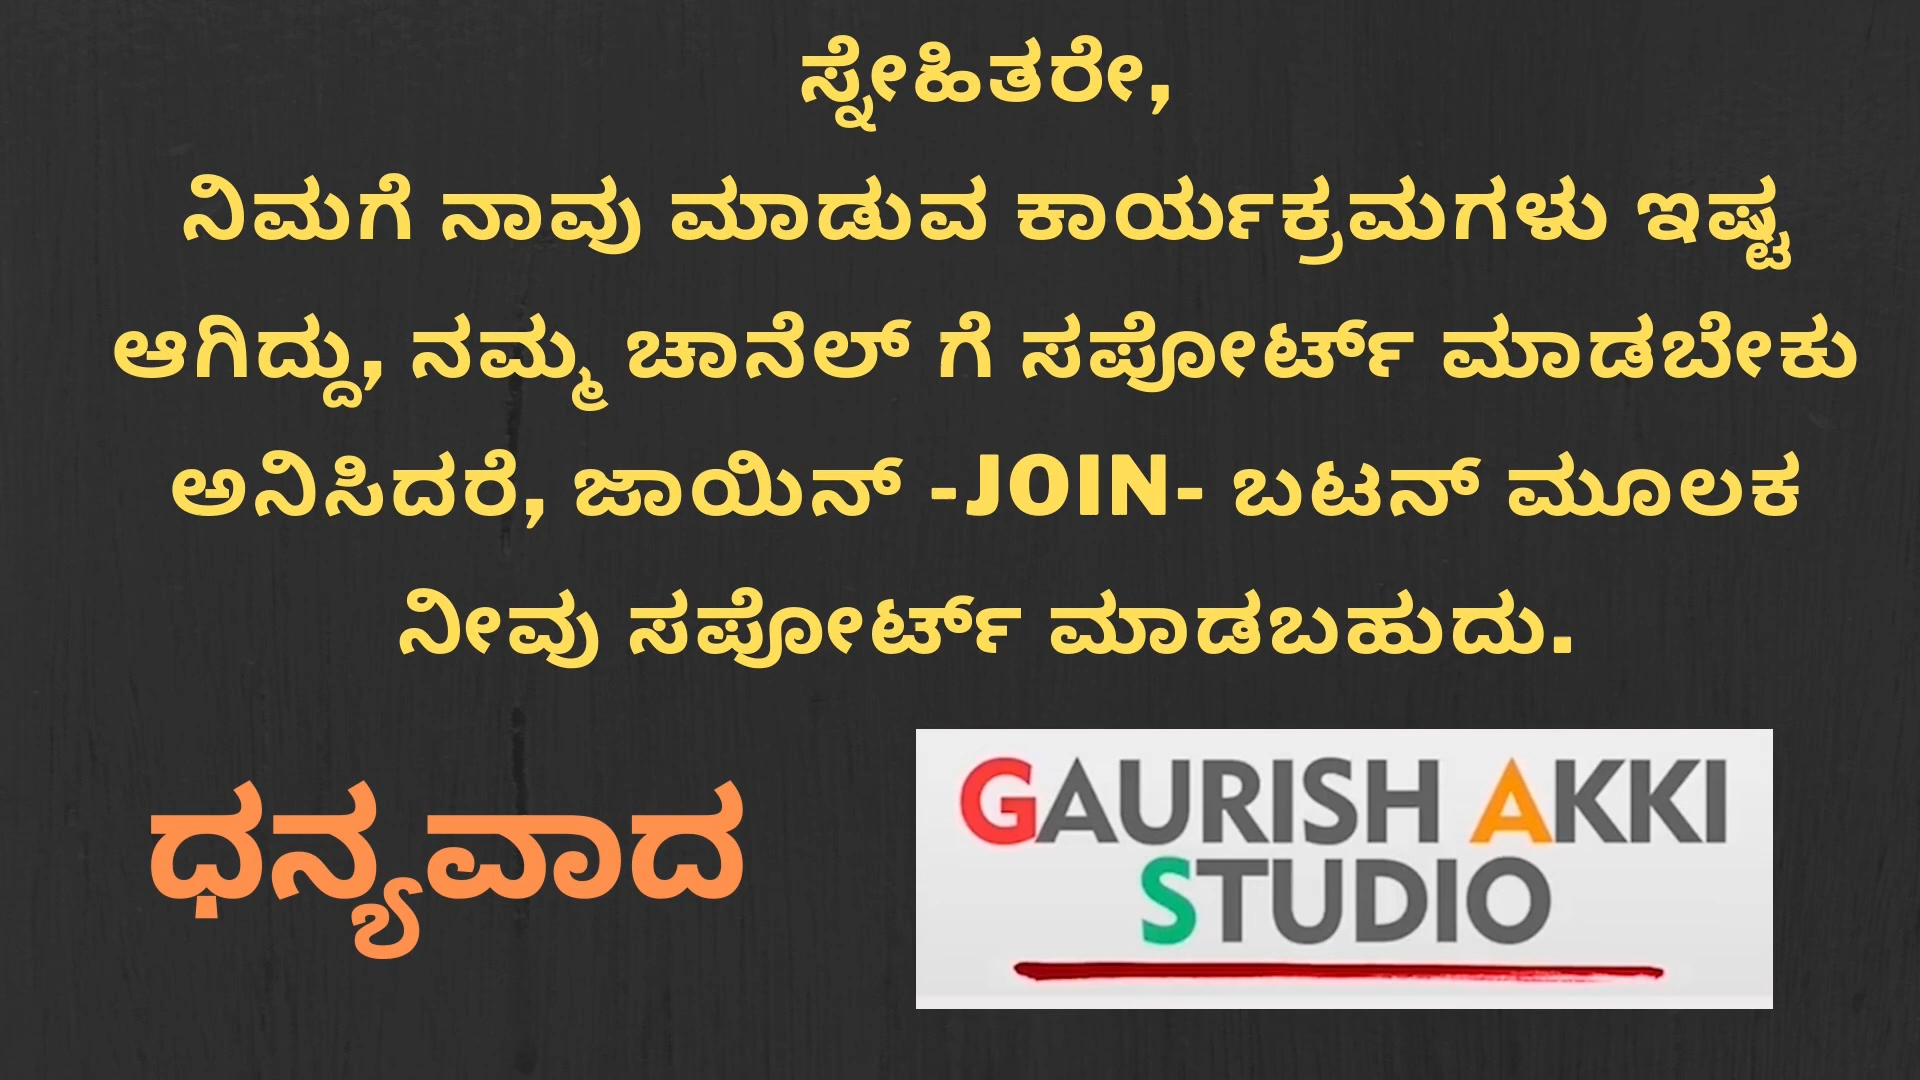 ಸ್ನೇಹಿತರೇ,
ನಿಮಗೆ ನಾವು ಮಾಡುವ ಕಾರ್ಯಕ್ರಮಗಳು ಇಷ್ಟ
ಆಗಿದ್ದು, ನಮ್ಮ ಚಾನೆಲ್ ಗೆ ಸಪೋರ್ಟ್ ಮಾಡಬೇಕು
ಅನಿಸಿದರೆ, ಜಾಯಿನ್ -JOIN- ಬಟನ್ ಮೂಲಕ
ನೀವು ಸಪೋರ್ಟ್ ಮಾಡಬಹುದು.
ಧನ್ಯವಾದ
GAURISH AKKI
STUDIO